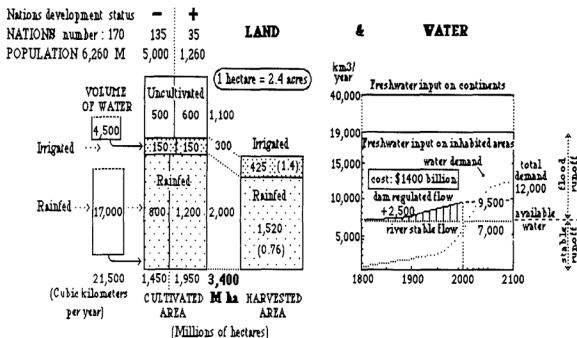 Nations development status − +
NATIONS number : 170 135 35
POPULATION 6,260 M 5,000 1,260
LAND & WATER
1 hectare = 2.4 acres
VOLUME
OF WATER
4,500
Irrigated
Rainfed
17,000
21,500
(Cubic kilometers
per year)
Uncultivated
500 600 1,100
150 150 300
Rainfed
800 1,200 2,000
1,450 1,950 3,400
CULTIVATED M ha HARVESTED
AREA AREA
(Millions of hectares)
Irrigated
425 (1.4)
Rainfed
1,520
(0.76)
km3/
year
40,000
19,000
15,000
10,000
5,000
Freshwater input on continents
Freshwater input on inhabited areas
water demand
cost: $1400 billion
dam regulated flow
+2,500
river stable flow
9,500
7,000
total
demand
12,000
available
water
flood
runoff
stable
runoff
1800 1900 2000 2100